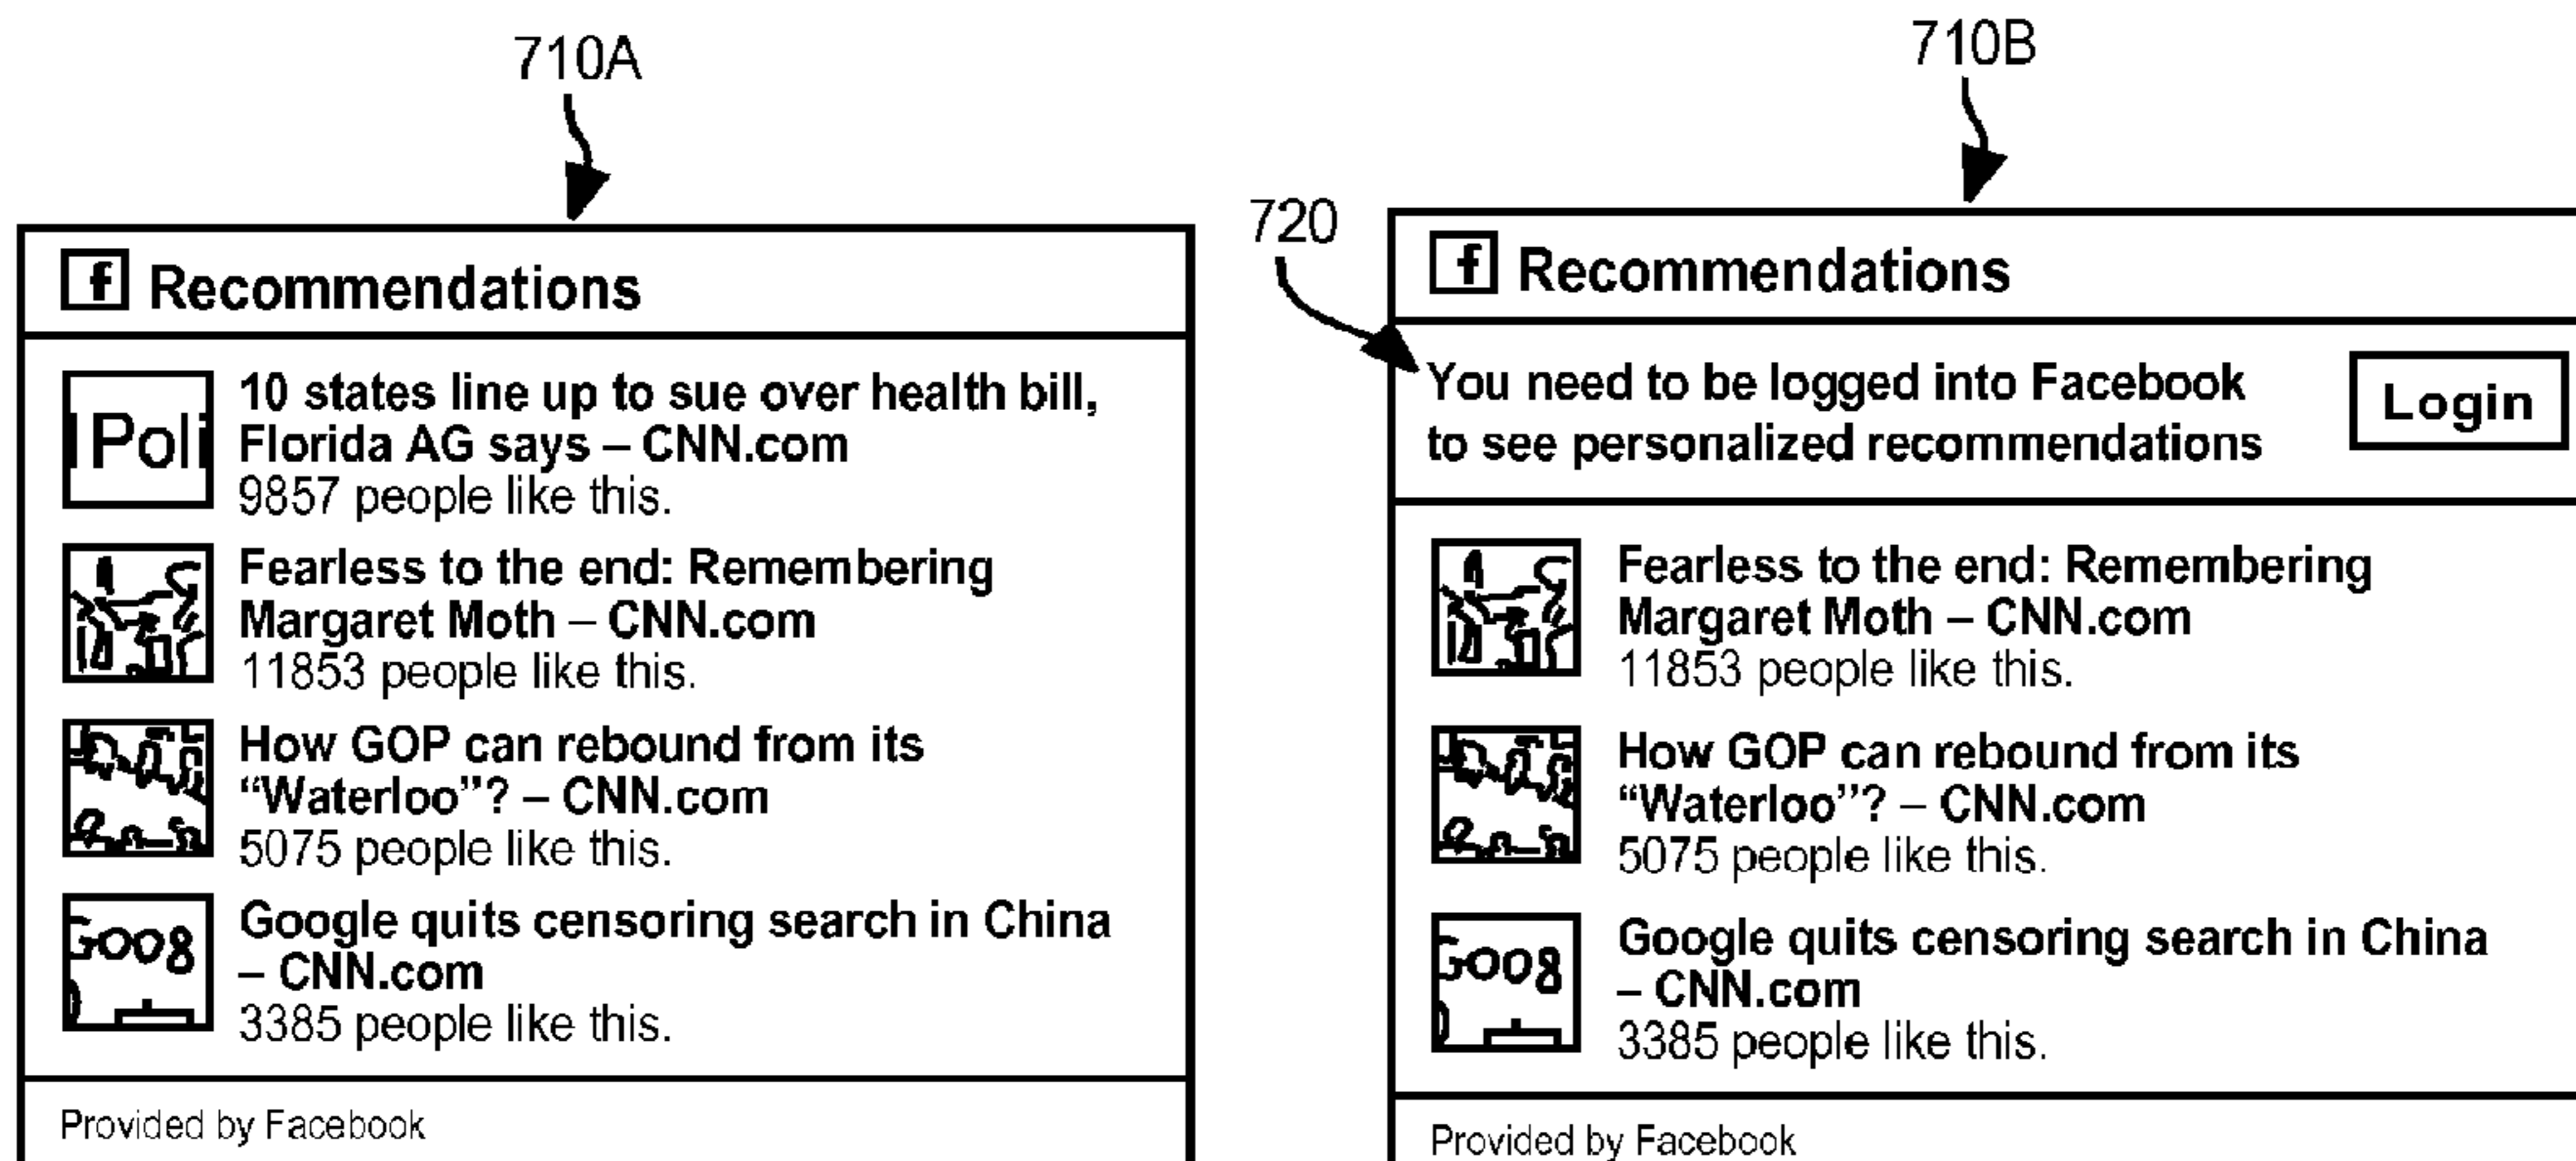 710A
f Recommendations
|Poli
10 states line up to sue over health bill,
Florida AG says – CNN.com
9857 people like this.
Fearless to the end: Remembering
Margaret Moth – CNN.com
11853 people like this.
How GOP can rebound from its
“Waterloo”? – CNN.com
5075 people like this.
Goog
Google quits censoring search in China
– CNN.com
3385 people like this.
Provided by Facebook
710B
720
f Recommendations
You need to be logged into Facebook
to see personalized recommendations
Login
Fearless to the end: Remembering
Margaret Moth – CNN.com
11853 people like this.
How GOP can rebound from its
“Waterloo”? – CNN.com
5075 people like this.
Goog
Google quits censoring search in China
– CNN.com
3385 people like this.
Provided by Facebook